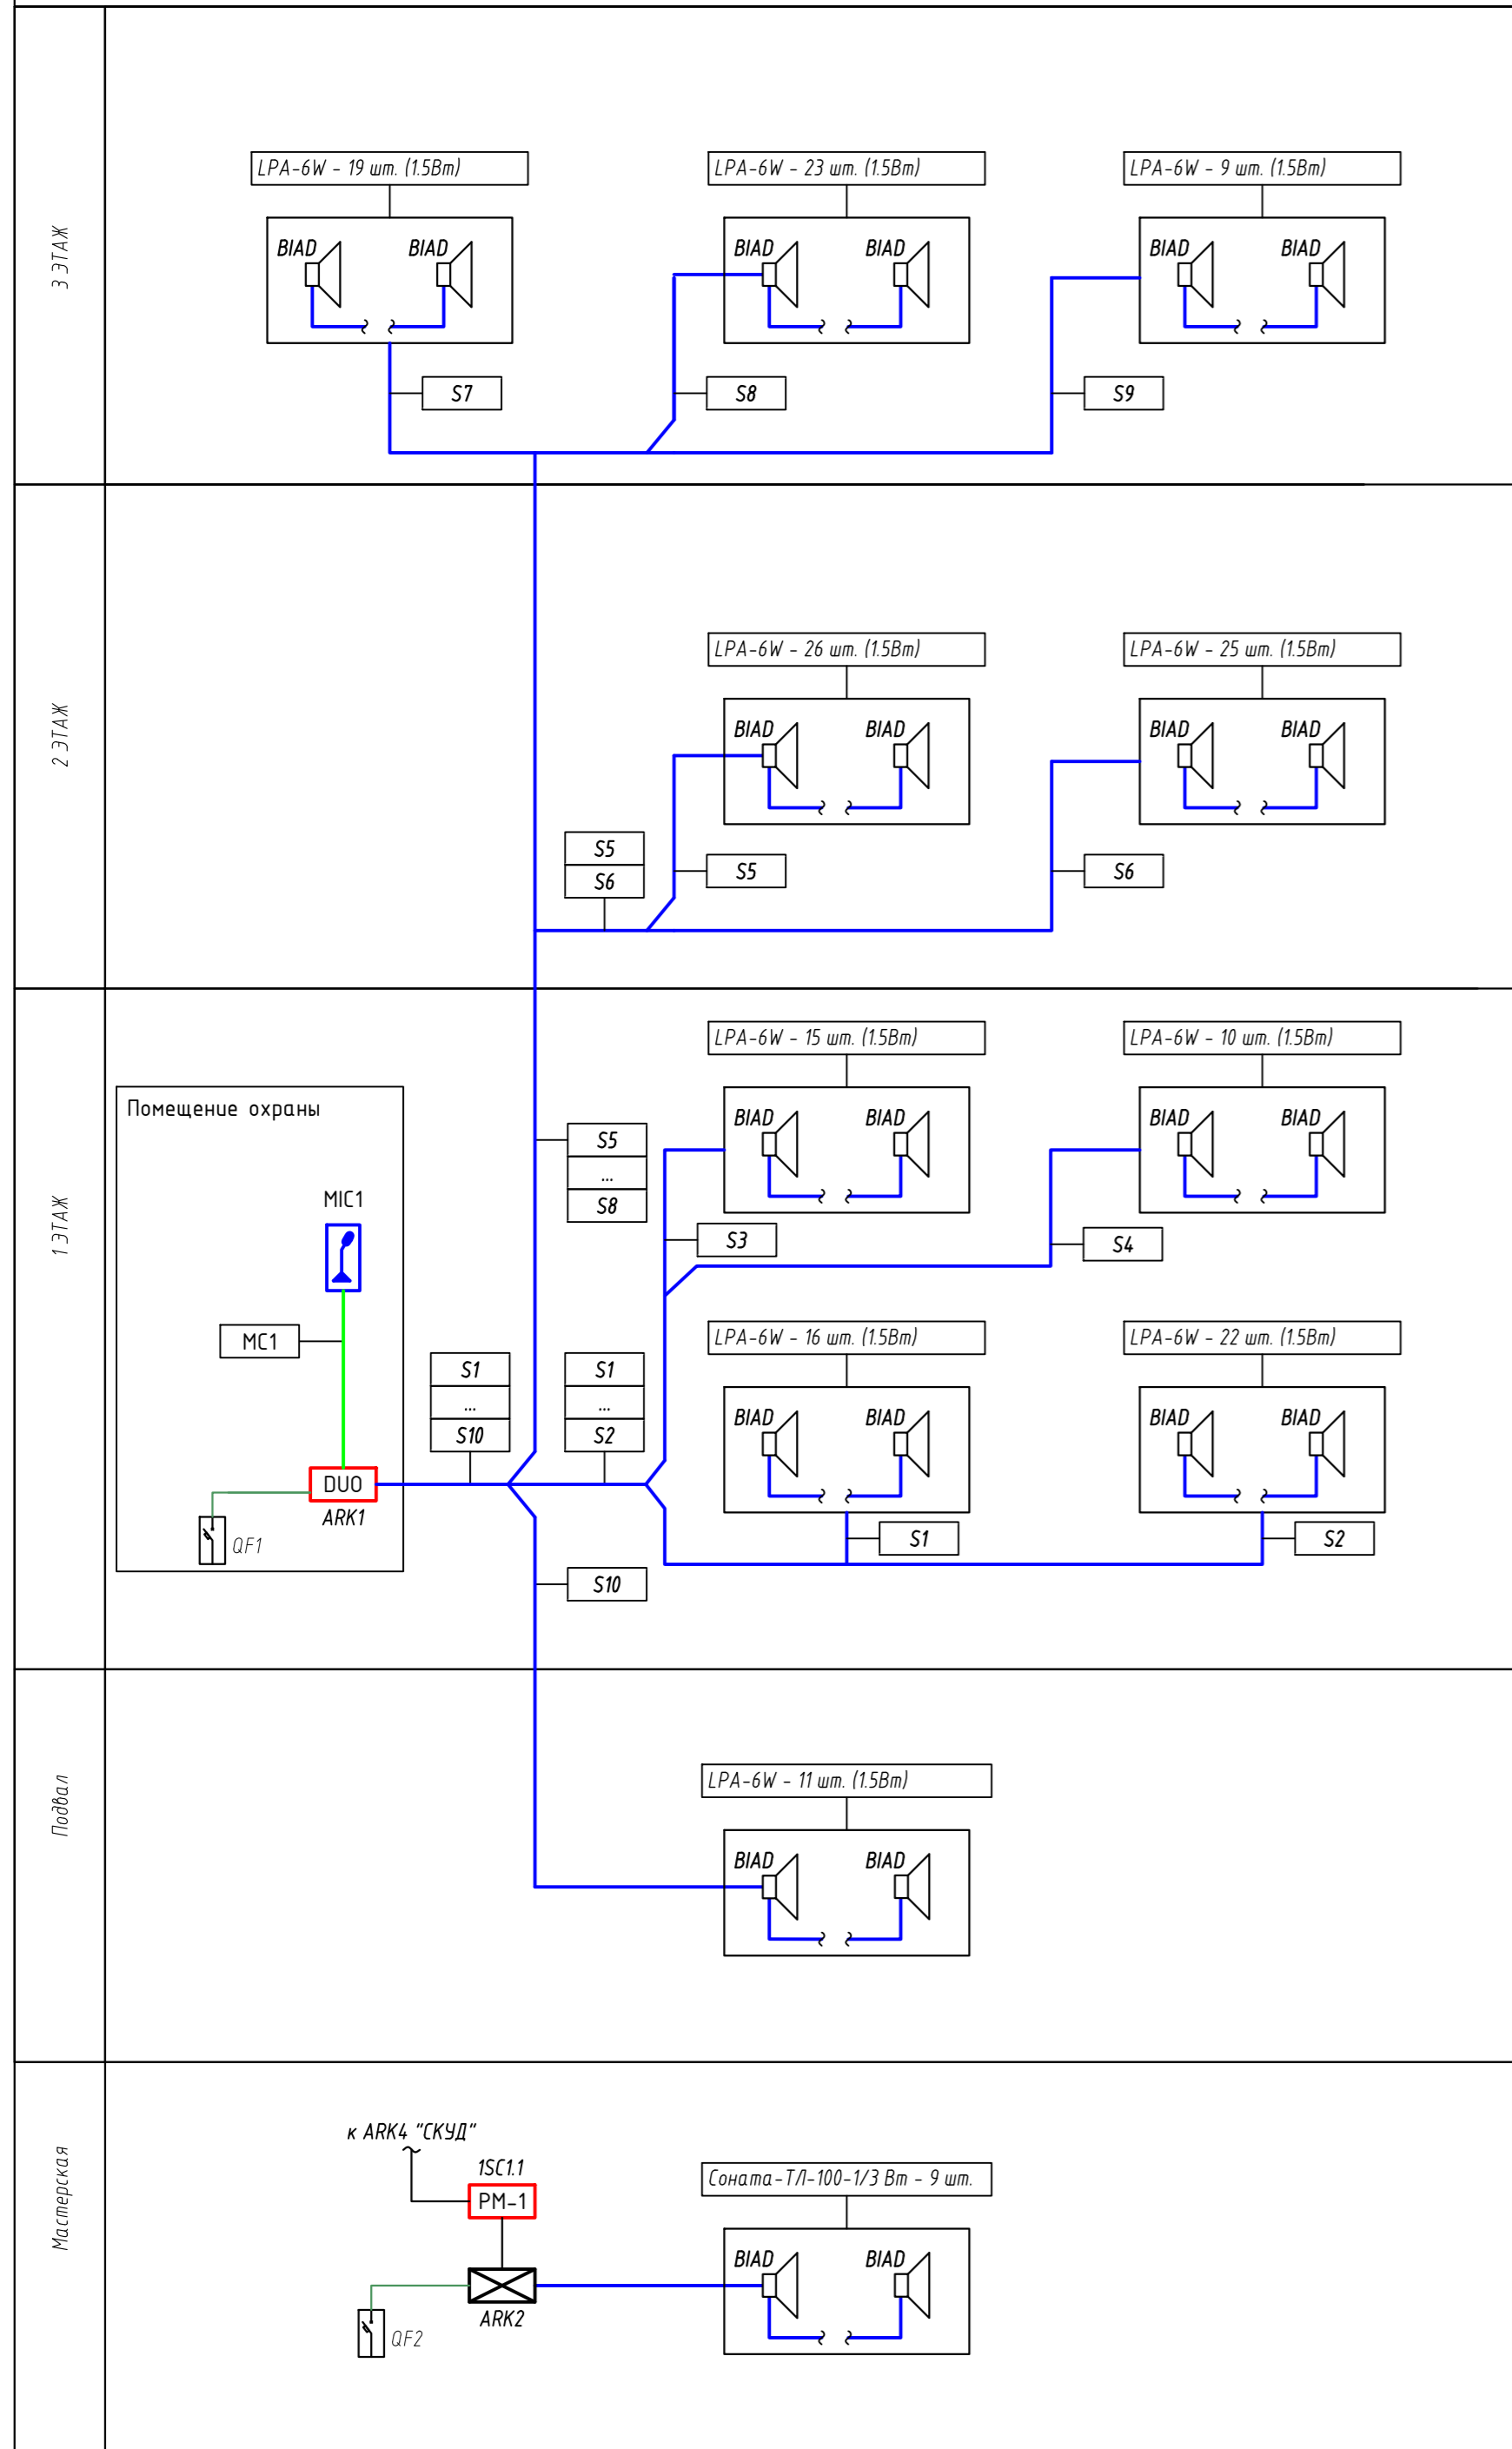 3 ЭТАЖ
LPA-6W - 19 шт. (1.5Вт)
LPA-6W - 23 шт. (1.5Вт)
LPA-6W - 9 шт. (1.5Вт)
BIAD
BIAD
BIAD
BIAD
BIAD
BIAD
S7
S8
S9
2 ЭТАЖ
LPA-6W - 26 шт. (1.5Вт)
LPA-6W - 25 шт. (1.5Вт)
BIAD
BIAD
BIAD
BIAD
S5
S6
S5
S6
1 ЭТАЖ
LPA-6W - 15 шт. (1.5Вт)
LPA-6W - 10 шт. (1.5Вт)
Помещение охраны
BIAD
BIAD
BIAD
BIAD
S5
...
S8
MIC1
S3
S4
MC1
LPA-6W - 16 шт. (1.5Вт)
LPA-6W - 22 шт. (1.5Вт)
S1
...
S10
S1
...
S2
BIAD
BIAD
BIAD
BIAD
DUO
ARK1
QF1
S1
S2
S10
Подвал
LPA-6W - 11 шт. (1.5Вт)
BIAD
BIAD
Мастерская
к ARK4 "СКУД"
1SC1.1
РМ-1
Соната-ТЛ-100-1/3 Вт - 9 шт.
BIAD
BIAD
ARK2
QF2